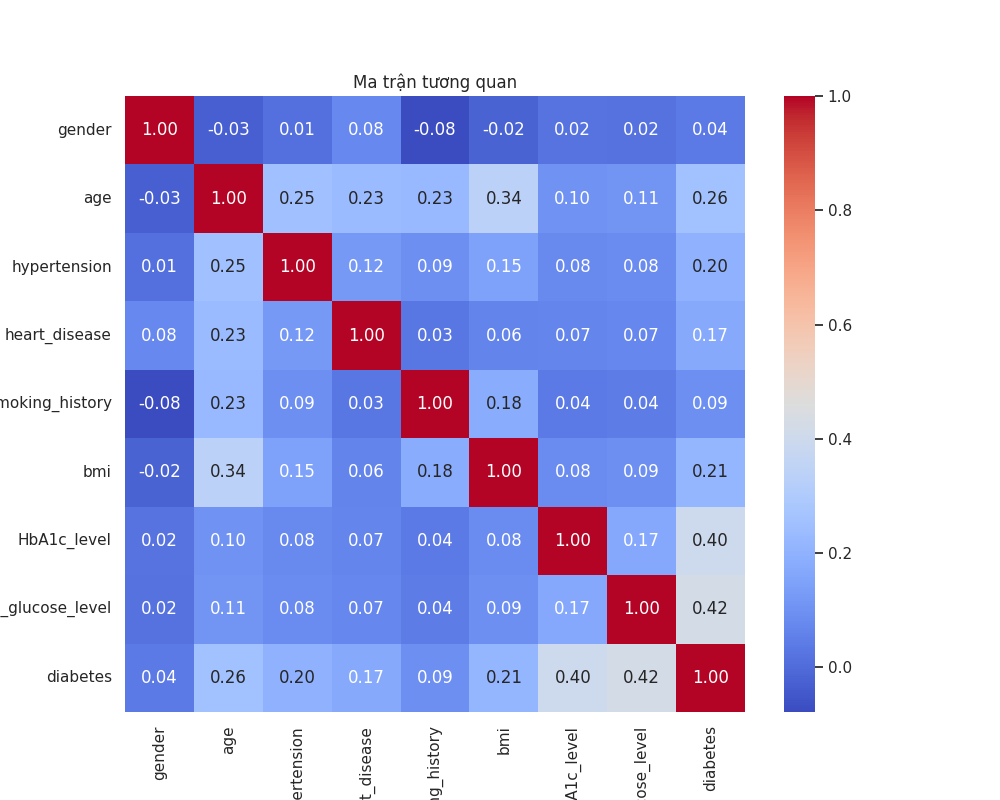 Ma trận tương quan
gender 1.00 -0.03 0.01 0.08 -0.08 -0.02 0.02 0.02 0.04
age -0.03 1.00 0.25 0.23 0.23 0.34 0.10 0.11 0.26
hypertension 0.01 0.25 1.00 0.12 0.09 0.15 0.08 0.08 0.20
heart_disease 0.08 0.23 0.12 1.00 0.03 0.06 0.07 0.07 0.17
moking_history -0.08 0.23 0.09 0.03 1.00 0.18 0.04 0.04 0.09
bmi -0.02 0.34 0.15 0.06 0.18 1.00 0.08 0.09 0.21
HbA1c_level 0.02 0.10 0.08 0.07 0.04 0.08 1.00 0.17 0.40
_glucose_level 0.02 0.11 0.08 0.07 0.04 0.09 0.17 1.00 0.42
diabetes 0.04 0.26 0.20 0.17 0.09 0.21 0.40 0.42 1.00
gender age ertension t_disease ng_history bmi A1c_level ose_level diabetes
1.0
0.8
0.6
0.4
0.2
0.0